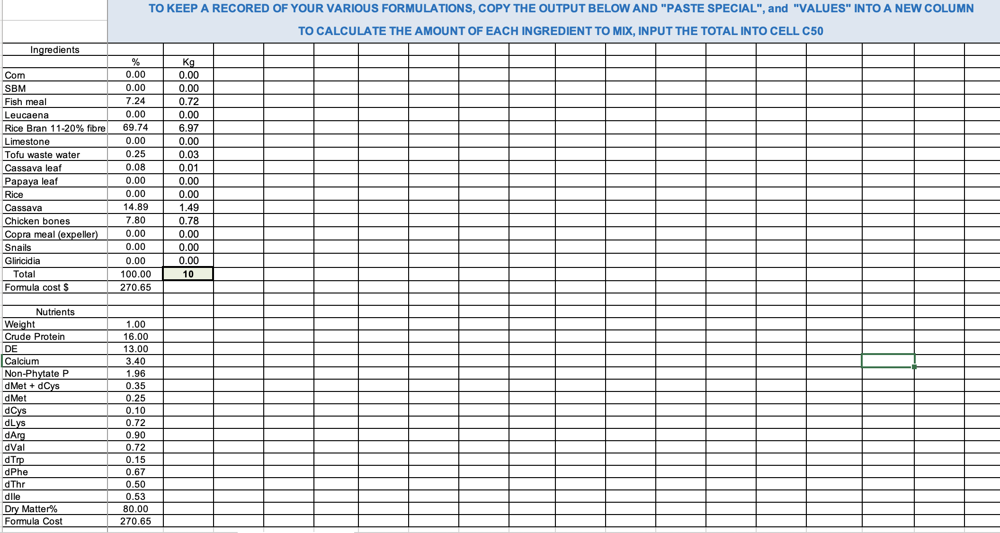 TO KEEP A RECORED OF YOUR VARIOUS FORMULATIONS, COPY THE OUTPUT BELOW AND "PASTE SPECIAL", and "VALUES" INTO A NEW COLUMN
TO CALCULATE THE AMOUNT OF EACH INGREDIENT TO MIX, INPUT THE TOTAL INTO CELL C50
Ingredients
% Kg
Corn 0.00 0.00
SBM 0.00 0.00
Fish meal 7.24 0.72
Leucaena 0.00 0.00
Rice Bran 11-20% fibre 69.74 6.97
Limestone 0.00 0.00
Tofu waste water 0.25 0.03
Cassava leaf 0.08 0.01
Papaya leaf 0.00 0.00
Rice 0.00 0.00
Cassava 14.89 1.49
Chicken bones 7.80 0.78
Copra meal (expeller) 0.00 0.00
Snails 0.00 0.00
Gliricidia 0.00 0.00
Total 100.00 10
Formula cost $ 270.65
Nutrients
Weight 1.00
Crude Protein 16.00
DE 13.00
Calcium 3.40
Non-Phytate P 1.96
dMet + dCys 0.35
dMet 0.25
dCys 0.10
dLys 0.72
dArg 0.90
dVal 0.72
dTrp 0.15
dPhe 0.67
dThr 0.50
dIle 0.53
Dry Matter% 80.00
Formula Cost 270.65